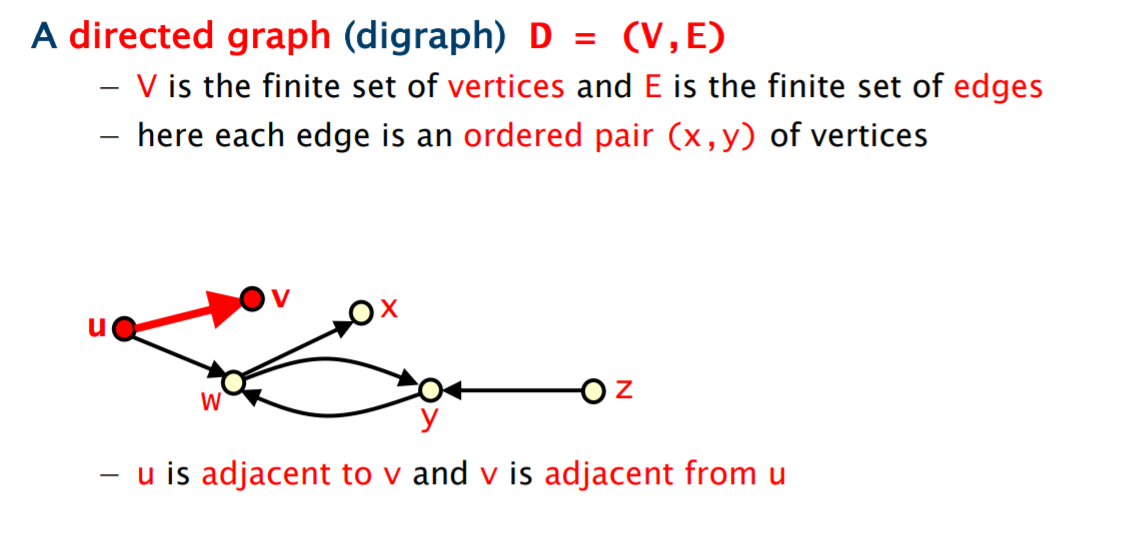 A directed graph (digraph) D = (V,E)
– V is the finite set of vertices and E is the finite set of edges
– here each edge is an ordered pair (x,y) of vertices
v
x
u
z
w
y
– u is adjacent to v and v is adjacent from u